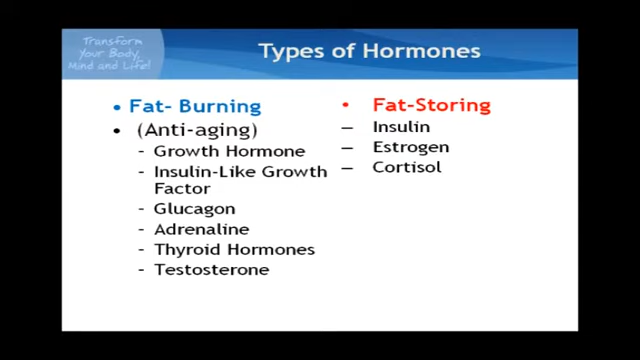 Transform
Your Body,
Mind and Life!
Types of Hormones
• Fat- Burning
• (Anti-aging)
- Growth Hormone
- Insulin-Like Growth
Factor
- Glucagon
- Adrenaline
- Thyroid Hormones
- Testosterone
• Fat-Storing
– Insulin
– Estrogen
– Cortisol